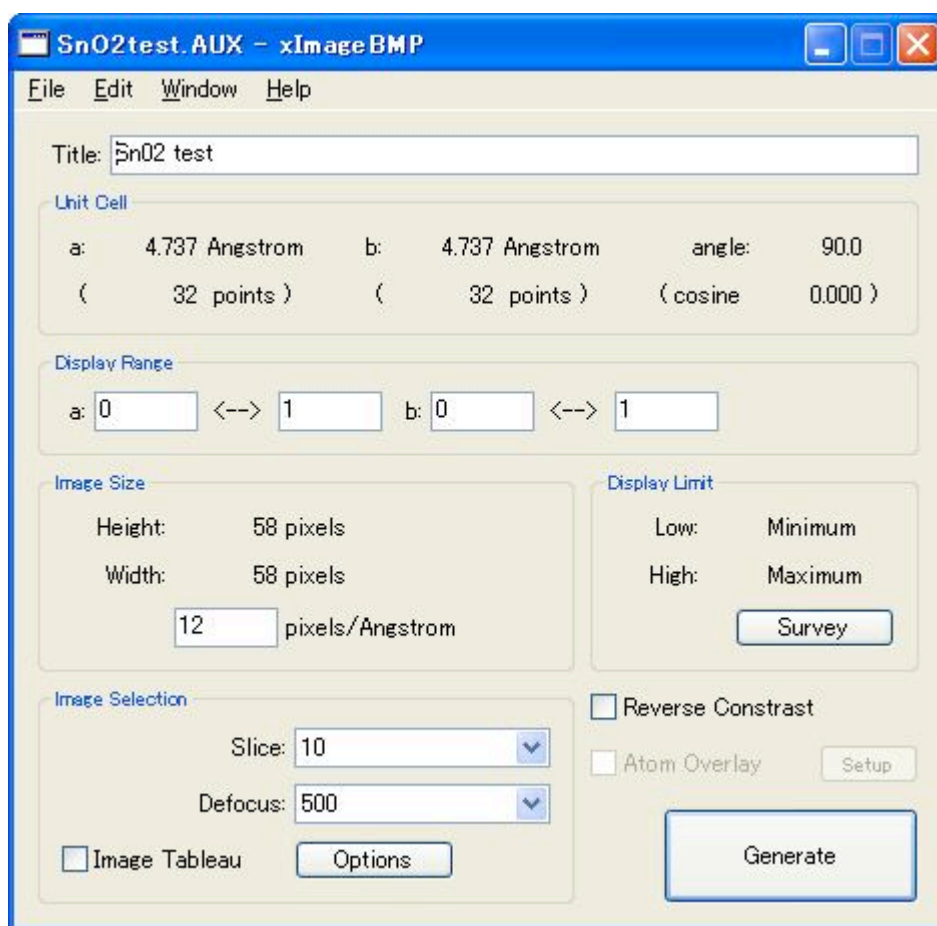 SnO2test.AUX - xImageBMP
File Edit Window Help
Title: Sn02 test
Unit Cell
a: 4.737 Angstrom b: 4.737 Angstrom angle: 90.0
( 32 points ) ( 32 points ) ( cosine 0.000 )
Display Range
a: 0 <--> 1 b: 0 <--> 1
Image Size
Height: 58 pixels
Width: 58 pixels
12 pixels/Angstrom
Display Limit
Low: Minimum
High: Maximum
Survey
Image Selection
Slice: 10
Defocus: 500
Image Tableau Options
Reverse Constrast
Atom Overlay Setup
Generate